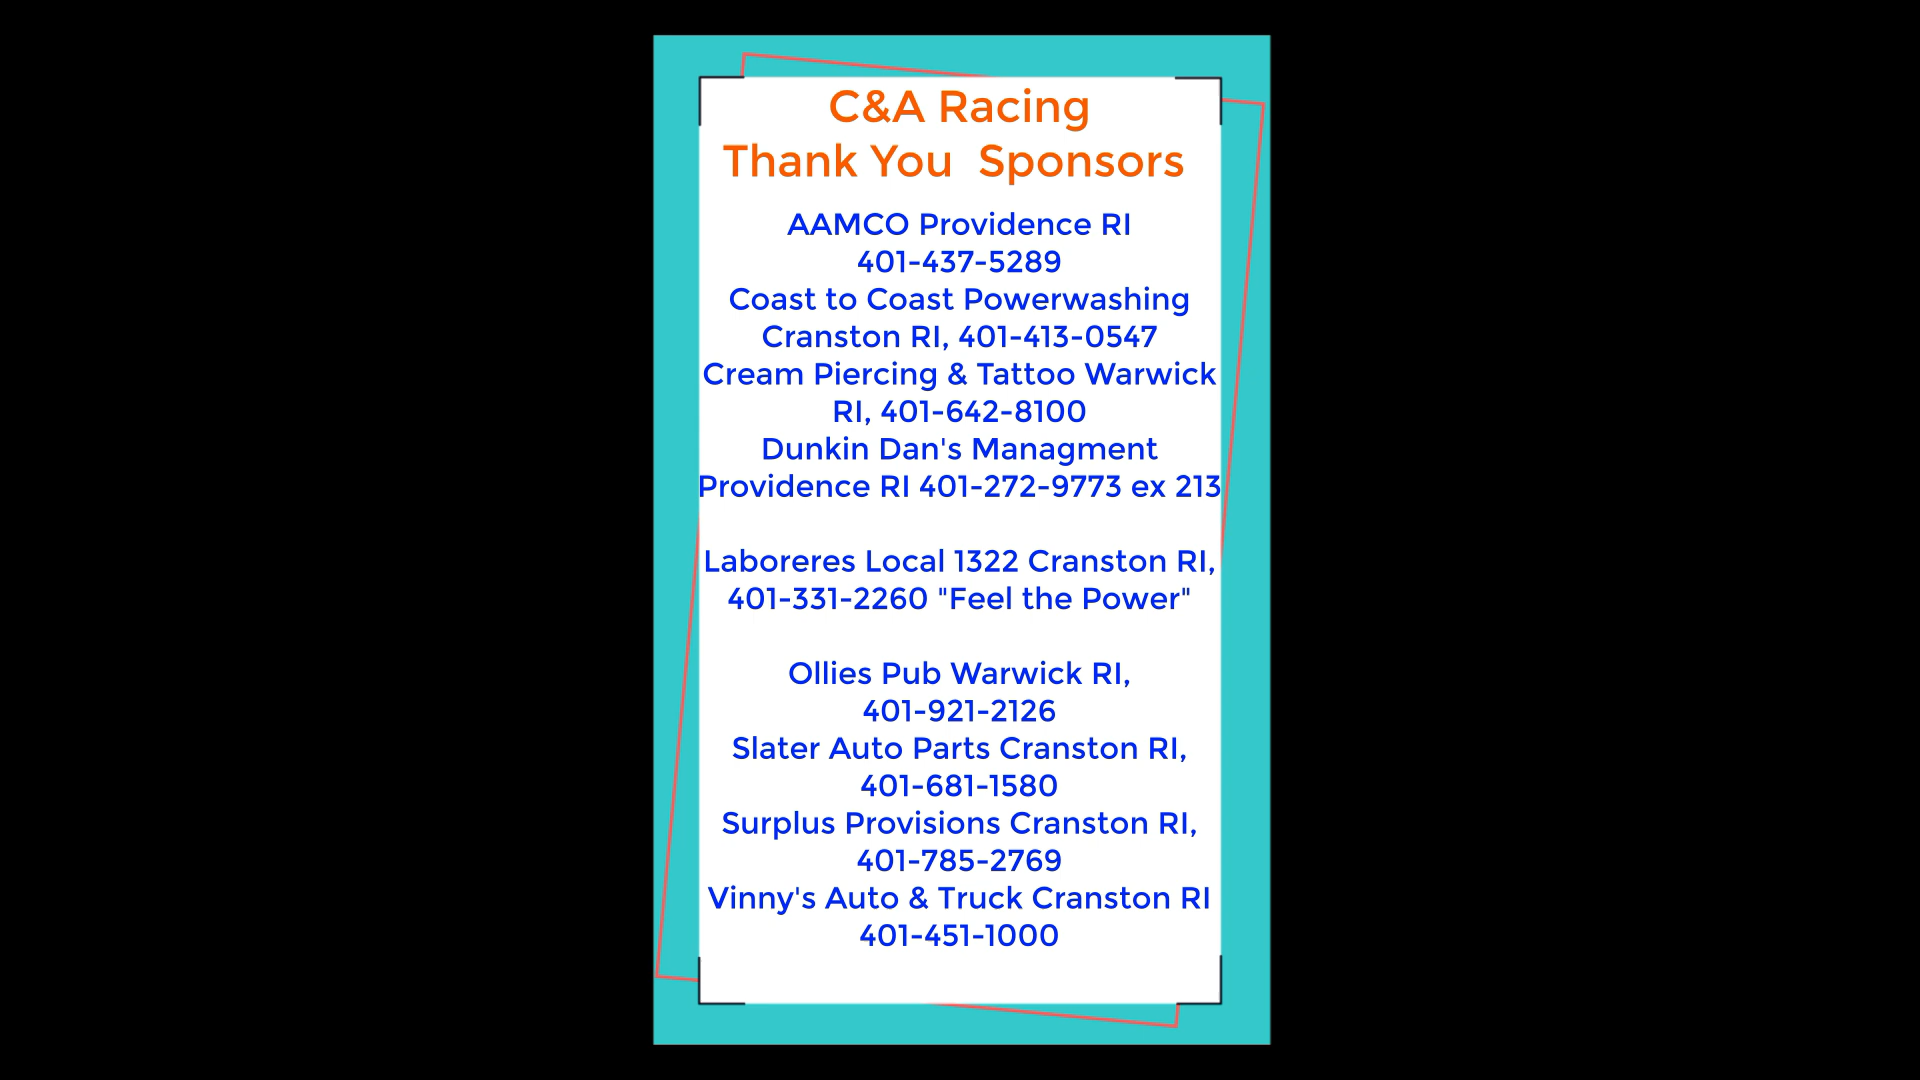 C&A Racing
Thank You  Sponsors
AAMCO Providence RI
401-437-5289
Coast to Coast Powerwashing
Cranston RI, 401-413-0547
Cream Piercing & Tattoo Warwick
RI, 401-642-8100
Dunkin Dan's Managment
Providence RI 401-272-9773 ex 213
Laboreres Local 1322 Cranston RI,
401-331-2260 "Feel the Power"
Ollies Pub Warwick RI,
401-921-2126
Slater Auto Parts Cranston RI,
401-681-1580
Surplus Provisions Cranston RI,
401-785-2769
Vinny's Auto & Truck Cranston RI
401-451-1000